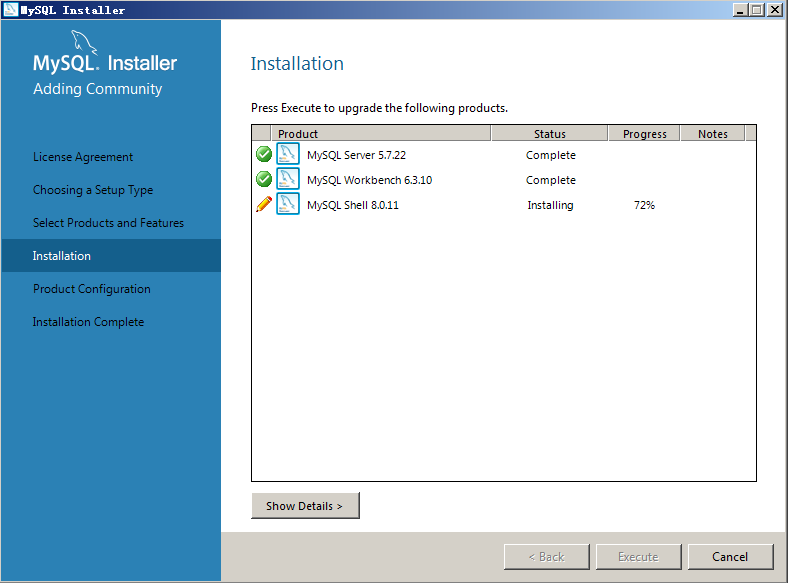 MySQL Installer
MySQL. Installer
Adding Community
License Agreement
Choosing a Setup Type
Select Products and Features
Installation
Product Configuration
Installation Complete
Installation
Press Execute to upgrade the following products.
Product Status Progress Notes
MySQL Server 5.7.22 Complete
MySQL Workbench 6.3.10 Complete
MySQL Shell 8.0.11 Installing 72%
Show Details >
< Back Execute Cancel